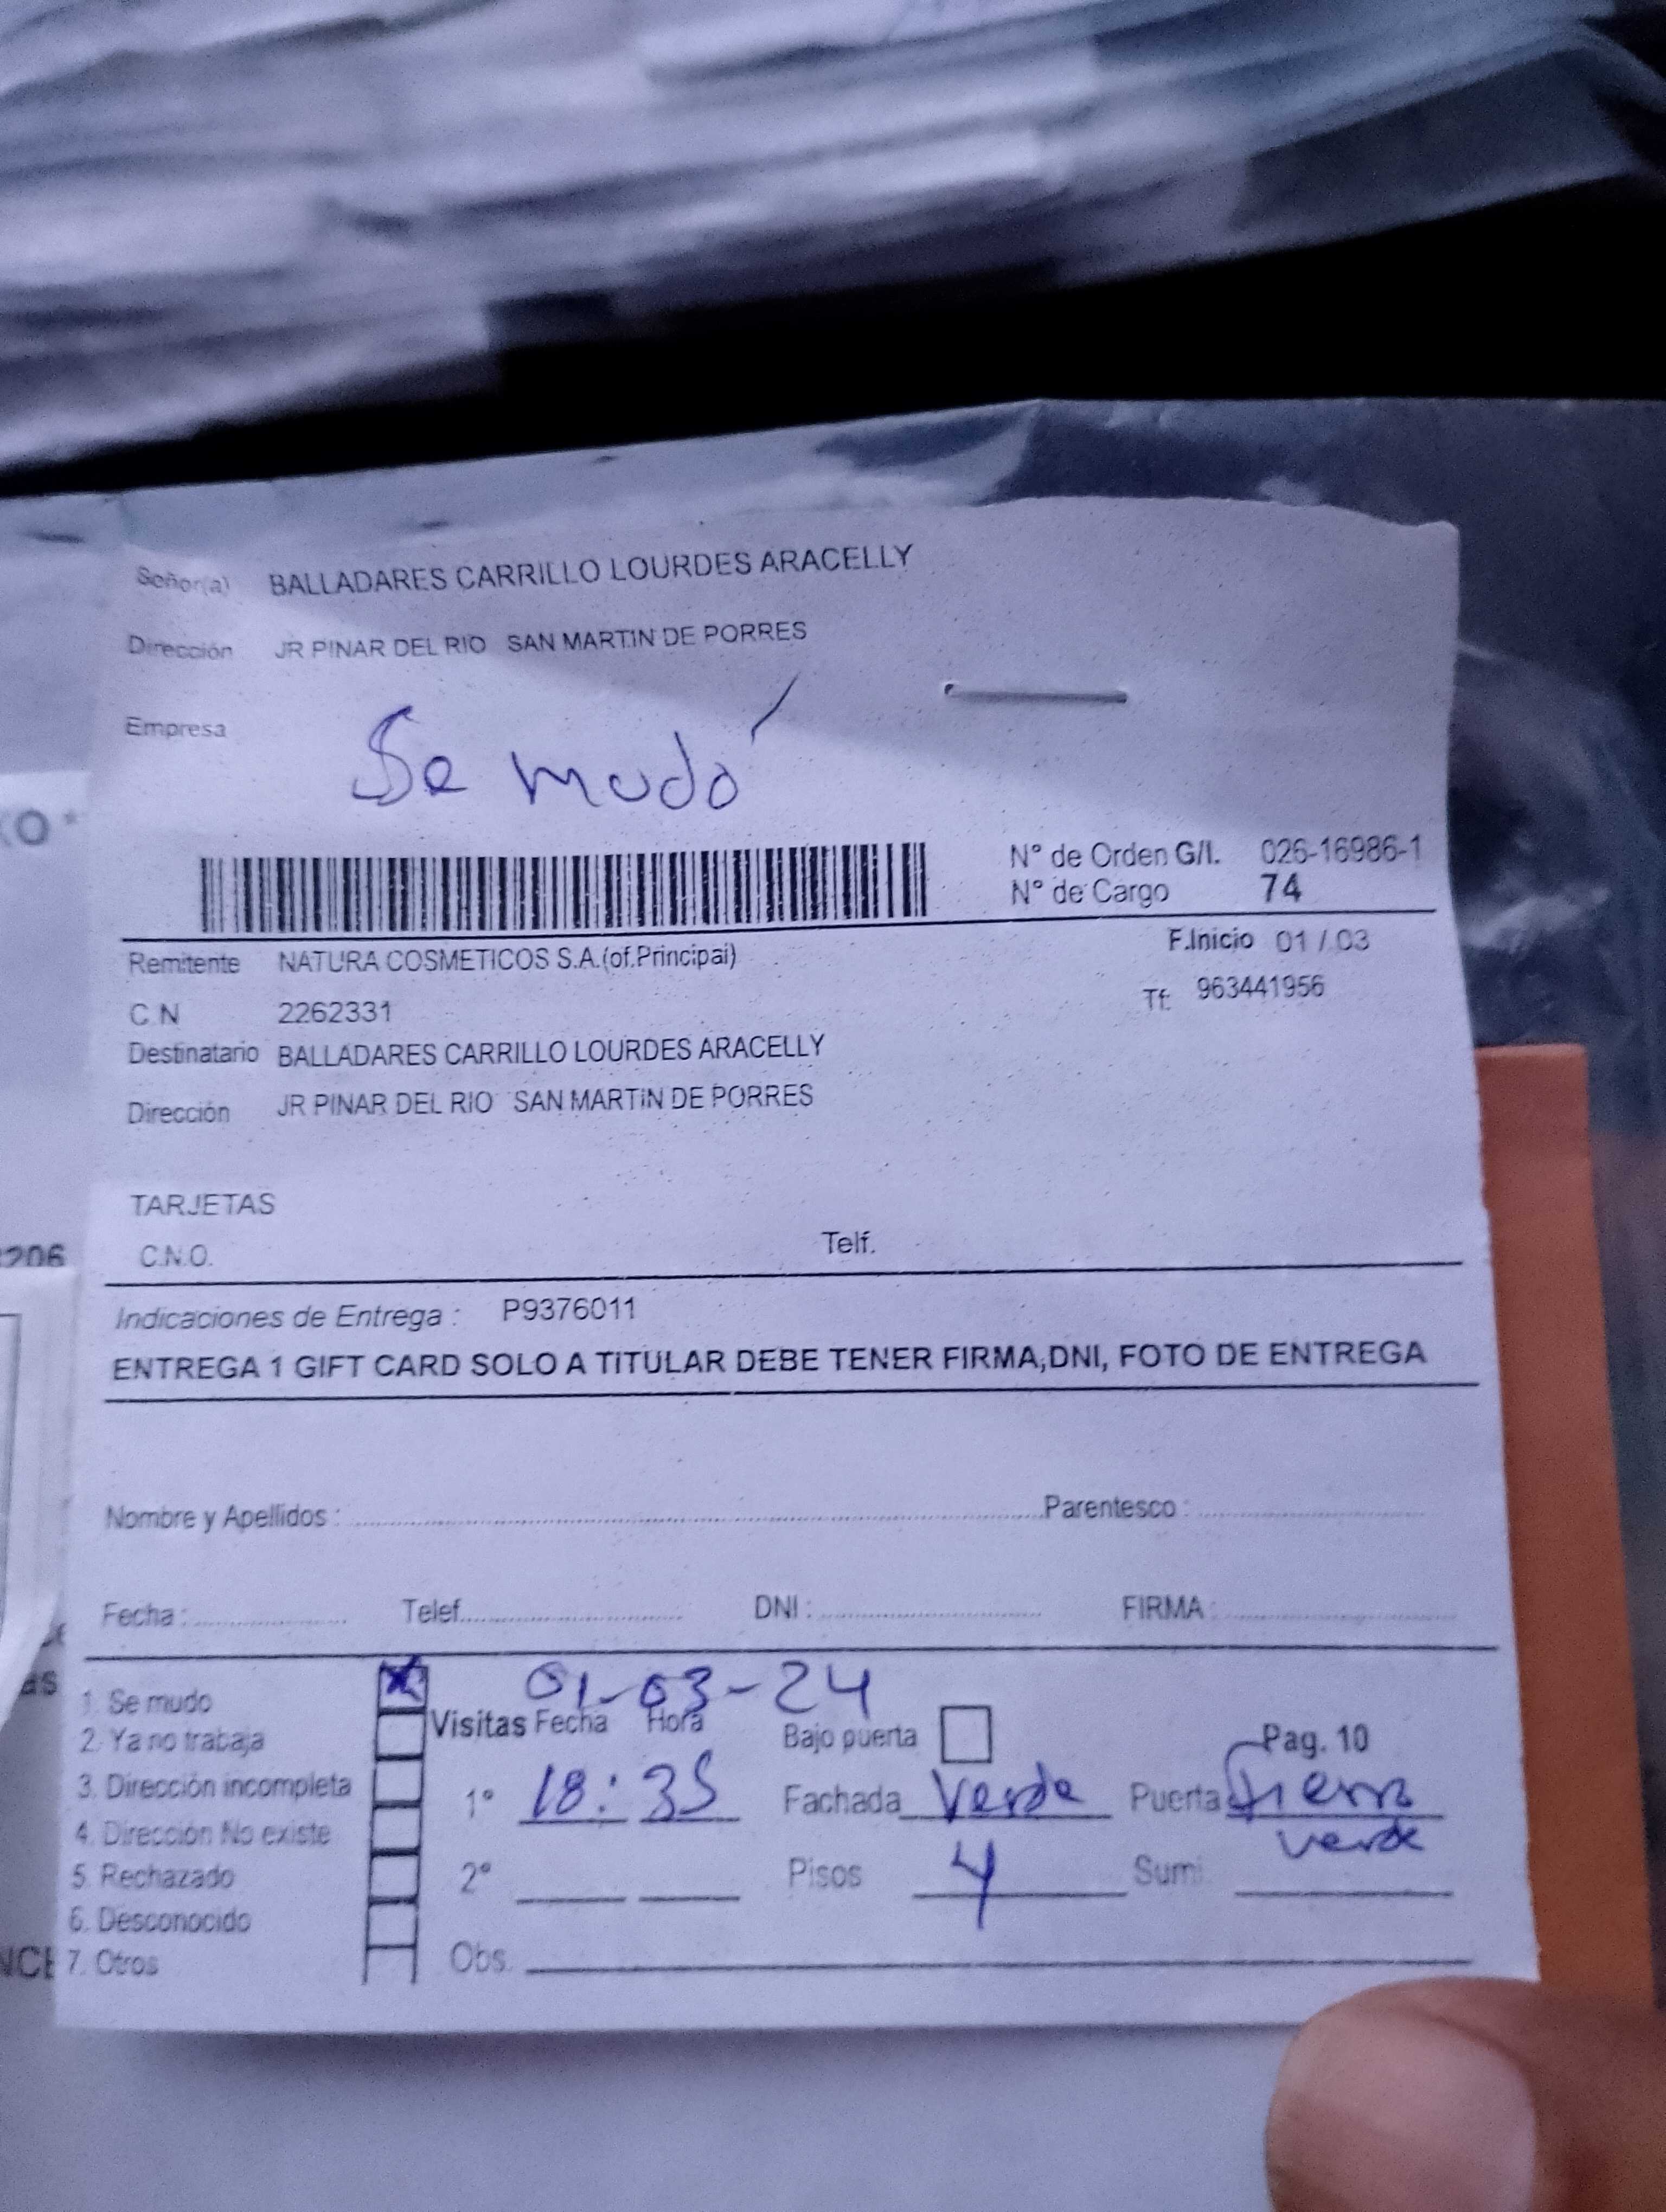 Señor(a) BALLADARES CARRILLO LOURDES ARACELLY
Dirección JR PINAR DEL RIO SAN MARTIN DE PORRES
Empresa
Se mudó
KO *
N° de Orden G/I. 026-16986-1
N° de Cargo 74
Remitente NATURA COSMETICOS S.A.(of.Principal) F.Inicio 01 / 03
C N 2262331 Tf: 963441956
Destinatario BALLADARES CARRILLO LOURDES ARACELLY
Dirección JR PINAR DEL RIO SAN MARTIN DE PORRES
TARJETAS
C.N.O. Telf.
Indicaciones de Entrega : P9376011
ENTREGA 1 GIFT CARD SOLO A TITULAR DEBE TENER FIRMA,DNI, FOTO DE ENTREGA
Nombre y Apellidos : Parentesco :
Fecha : Telef. DNI : FIRMA :
1. Se mudo X 01-03-24
2. Ya no trabaja Visitas Fecha Hora Bajo puerta Pag. 10
3. Dirección incompleta 1° 18:35 Fachada Verde Puerta fierro
4. Dirección No existe verde
5. Rechazado 2° Pisos 4 Sumi.
6. Desconocido
7. Otros Obs.